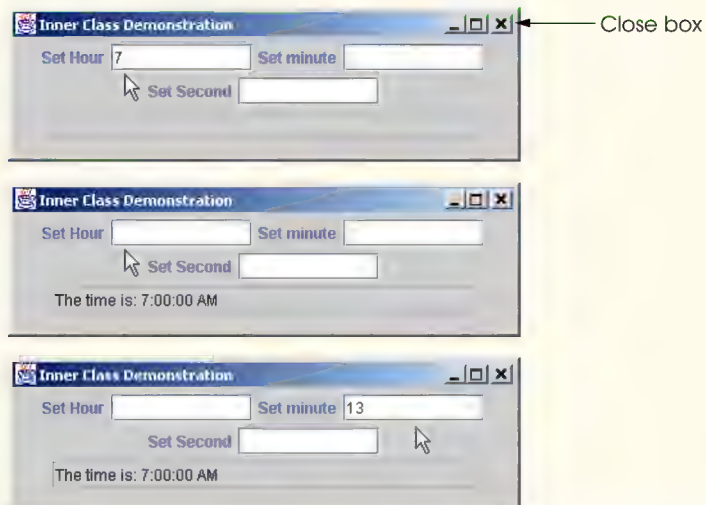 Inner Class Demonstration
Close box
Set Hour 7 Set minute
Set Second
Inner Class Demonstration
Set Hour Set minute
Set Second
The time is: 7:00:00 AM
Inner Class Demonstration
Set Hour Set minute 13
Set Second
The time is: 7:00:00 AM